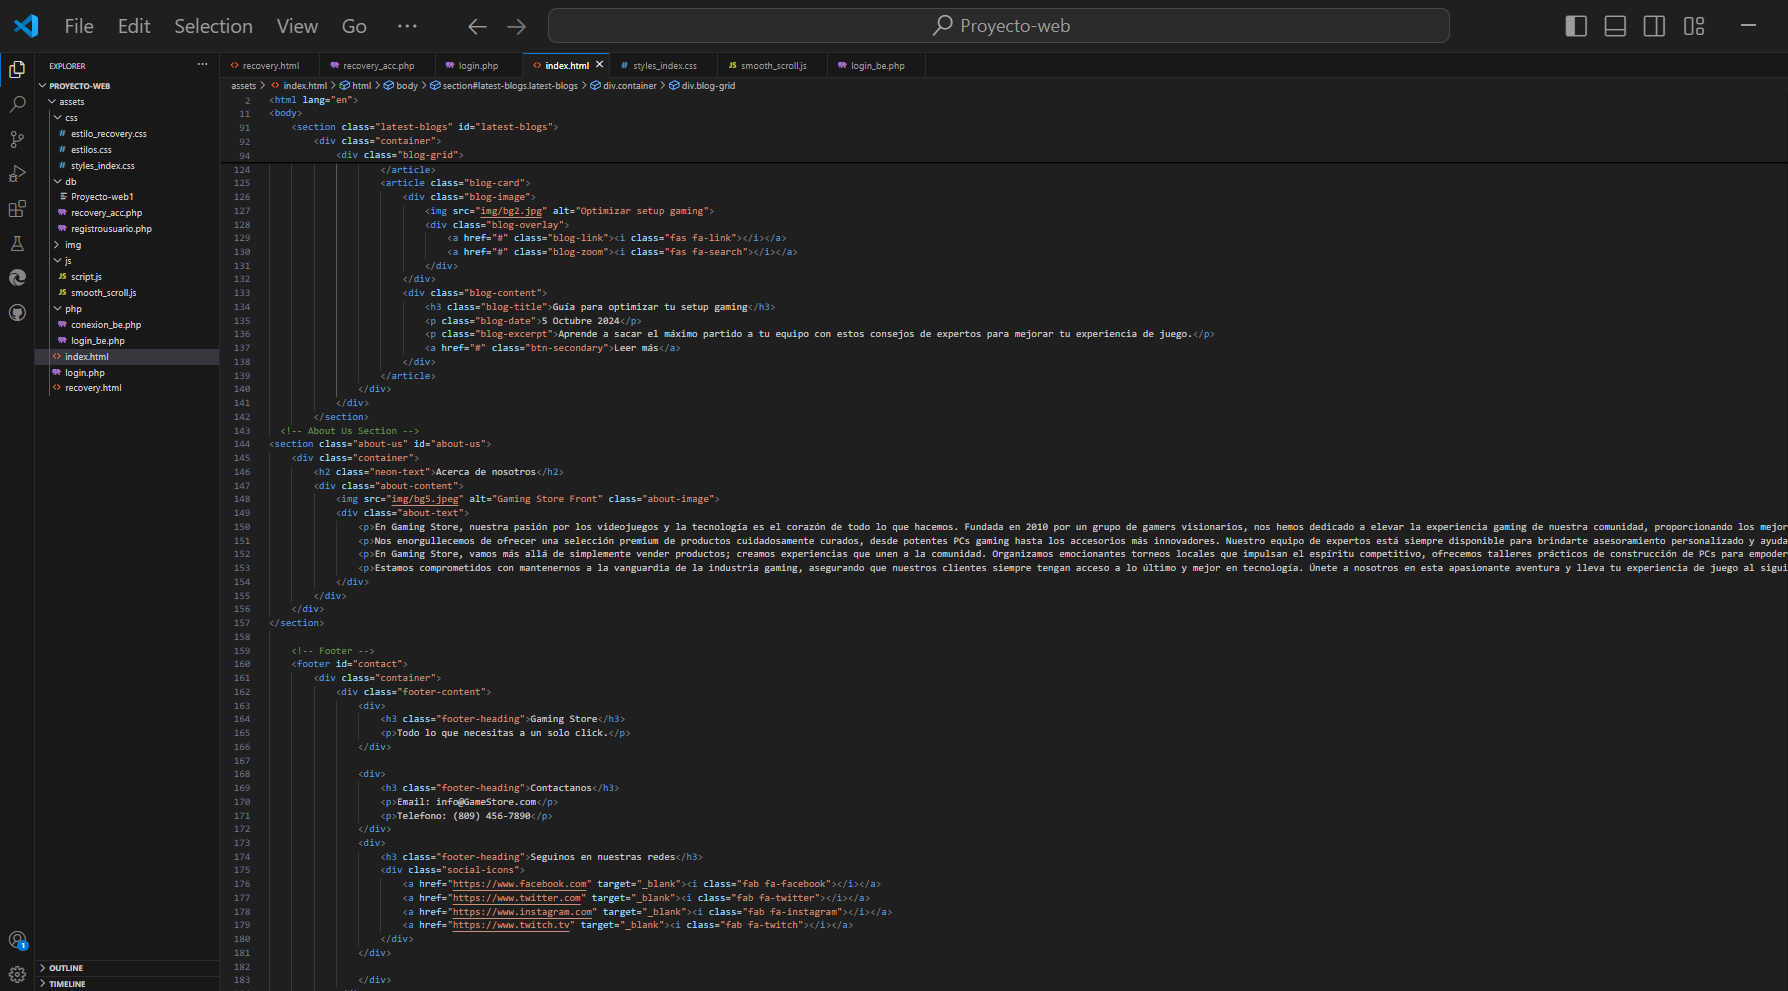 File Edit Selection View Go ··· ← → Proyecto-web
EXPLORER ···
PROYECTO-WEB
assets
css
# estilo_recovery.css
# estilos.css
# styles_index.css
db
Proyecto-web1
recovery_acc.php
registrousuario.php
img
js
JS script.js
JS smooth_scroll.js
php
conexion_be.php
login_be.php
<> index.html
login.php
<> recovery.html
OUTLINE
TIMELINE
1
<> recovery.html recovery_acc.php login.php <> index.html × # styles_index.css JS smooth_scroll.js login_be.php
assets > <> index.html > html > body > section#latest-blogs.latest-blogs > div.container > div.blog-grid
2 <html lang="en">
11 <body>
91 <section class="latest-blogs" id="latest-blogs">
92 <div class="container">
94 <div class="blog-grid">
124 </article>
125 <article class="blog-card">
126 <div class="blog-image">
127 <img src="img/bg2.jpg" alt="Optimizar setup gaming">
128 <div class="blog-overlay">
129 <a href="#" class="blog-link"><i class="fas fa-link"></i></a>
130 <a href="#" class="blog-zoom"><i class="fas fa-search"></i></a>
131 </div>
132 </div>
133 <div class="blog-content">
134 <h3 class="blog-title">Guía para optimizar tu setup gaming</h3>
135 <p class="blog-date">5 Octubre 2024</p>
136 <p class="blog-excerpt">Aprende a sacar el máximo partido a tu equipo con estos consejos de expertos para mejorar tu experiencia de juego.</p>
137 <a href="#" class="btn-secondary">Leer más</a>
138 </div>
139 </article>
140 </div>
141 </div>
142 </section>
143 <!-- About Us Section -->
144 <section class="about-us" id="about-us">
145 <div class="container">
146 <h2 class="neon-text">Acerca de nosotros</h2>
147 <div class="about-content">
148 <img src="img/bg5.jpeg" alt="Gaming Store Front" class="about-image">
149 <div class="about-text">
150 <p>En Gaming Store, nuestra pasión por los videojuegos y la tecnología es el corazón de todo lo que hacemos. Fundada en 2010 por un grupo de gamers visionarios, nos hemos dedicado a elevar la experiencia gaming de nuestra comunidad, proporcionando los mejor
151 <p>Nos enorgullecemos de ofrecer una selección premium de productos cuidadosamente curados, desde potentes PCs gaming hasta los accesorios más innovadores. Nuestro equipo de expertos está siempre disponible para brindarte asesoramiento personalizado y ayuda
152 <p>En Gaming Store, vamos más allá de simplemente vender productos; creamos experiencias que unen a la comunidad. Organizamos emocionantes torneos locales que impulsan el espíritu competitivo, ofrecemos talleres prácticos de construcción de PCs para empoder
153 <p>Estamos comprometidos con mantenernos a la vanguardia de la industria gaming, asegurando que nuestros clientes siempre tengan acceso a lo último y mejor en tecnología. Únete a nosotros en esta apasionante aventura y lleva tu experiencia de juego al sigui
154 </div>
155 </div>
156 </div>
157 </section>
158
159 <!-- Footer -->
160 <footer id="contact">
161 <div class="container">
162 <div class="footer-content">
163 <div>
164 <h3 class="footer-heading">Gaming Store</h3>
165 <p>Todo lo que necesitas a un solo click.</p>
166 </div>
167
168 <div>
169 <h3 class="footer-heading">Contactanos</h3>
170 <p>Email: info@GameStore.com</p>
171 <p>Telefono: (809) 456-7890</p>
172 </div>
173 <div>
174 <h3 class="footer-heading">Seguinos en nuestras redes</h3>
175 <div class="social-icons">
176 <a href="https://www.facebook.com" target="_blank"><i class="fab fa-facebook"></i></a>
177 <a href="https://www.twitter.com" target="_blank"><i class="fab fa-twitter"></i></a>
178 <a href="https://www.instagram.com" target="_blank"><i class="fab fa-instagram"></i></a>
179 <a href="https://www.twitch.tv" target="_blank"><i class="fab fa-twitch"></i></a>
180 </div>
181 </div>
182
183 </div>